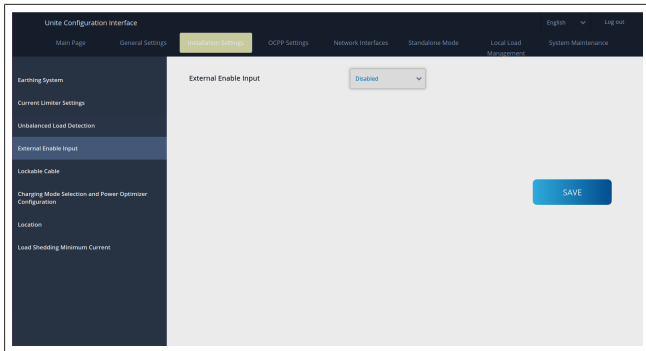 Unite Configuration Interface
English
Log out
Main Page
General Settings
Installation Settings
OCPP Settings
Network Interfaces
Standalone Mode
Local Load
Management
System Maintenance
Earthing System
External Enable Input
Disabled
Current Limiter Settings
Unbalanced Load Detection
External Enable Input
Lockable Cable
Charging Mode Selection and Power Optimizer
Configuration
SAVE
Location
Load Shedding Minimum Current